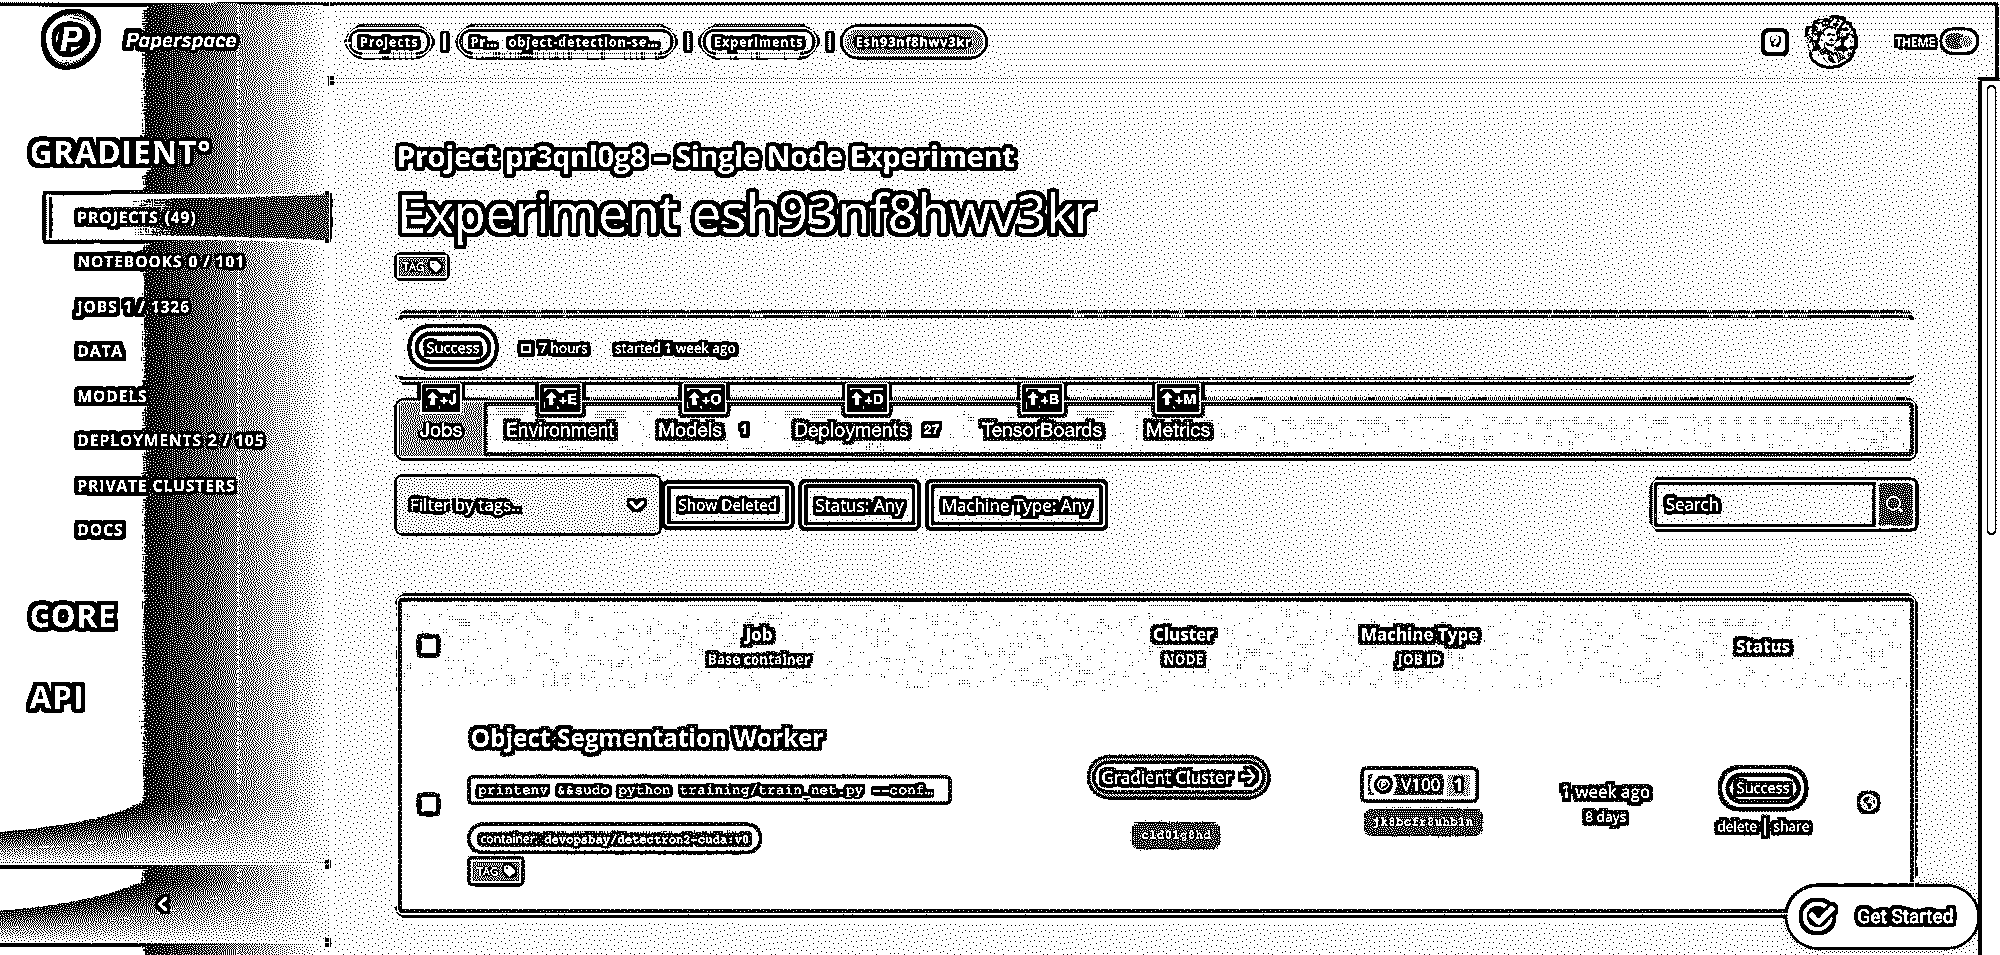 Paperspace
Projects
Pr... object-detection-se...
Experiments
Esh93nf8hwv3kr
THEME
GRADIENT°
PROJECTS (49)
NOTEBOOKS 0 / 101
JOBS 1 / 1326
DATA
MODELS
DEPLOYMENTS 2 / 105
PRIVATE CLUSTERS
DOCS
CORE
API
Project pr3qnl0g8 – Single Node Experiment
Experiment esh93nf8hwv3kr
TAG
Success 7 hours started 1 week ago
⬆+J ⬆+E ⬆+O ⬆+D ⬆+B ⬆+M
Jobs Environment Models 1 Deployments 27 TensorBoards Metrics
Filter by tags... Show Deleted Status: Any Machine Type: Any Search
Job Cluster Machine Type Status
Base container NODE JOB ID
Object Segmentation Worker
printenv &&sudo python training/train_net.py --conf…
container: devopsbay/detectron2-cuda:v0
TAG
Gradient Cluster →
V100 1
1 week ago
8 days
Success
delete | share
Get Started